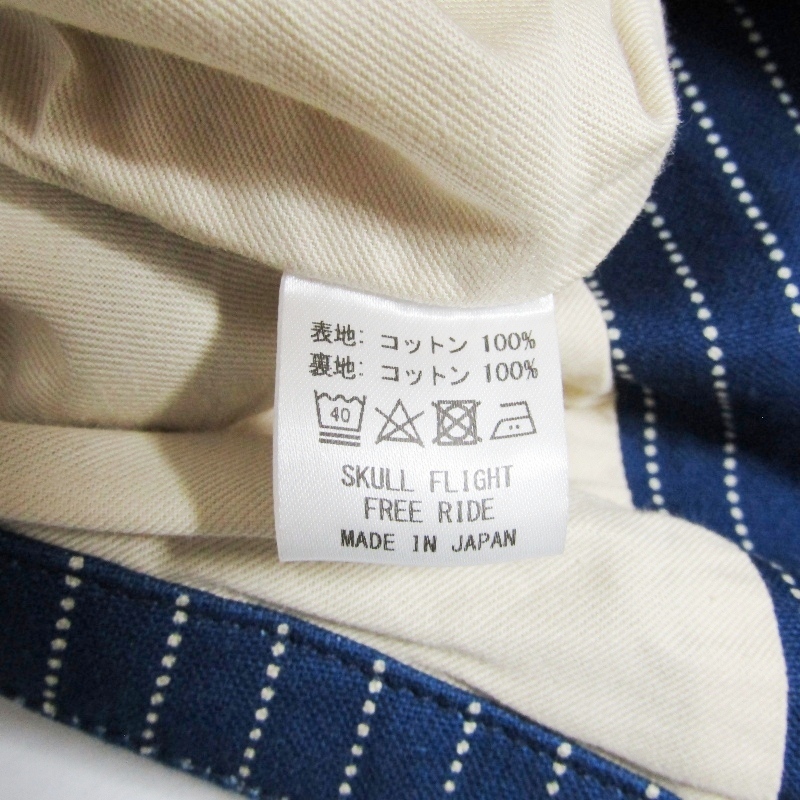 表地: コットン 100%
裏地: コットン 100%
40
SKULL FLIGHT
FREE RIDE
MADE IN JAPAN